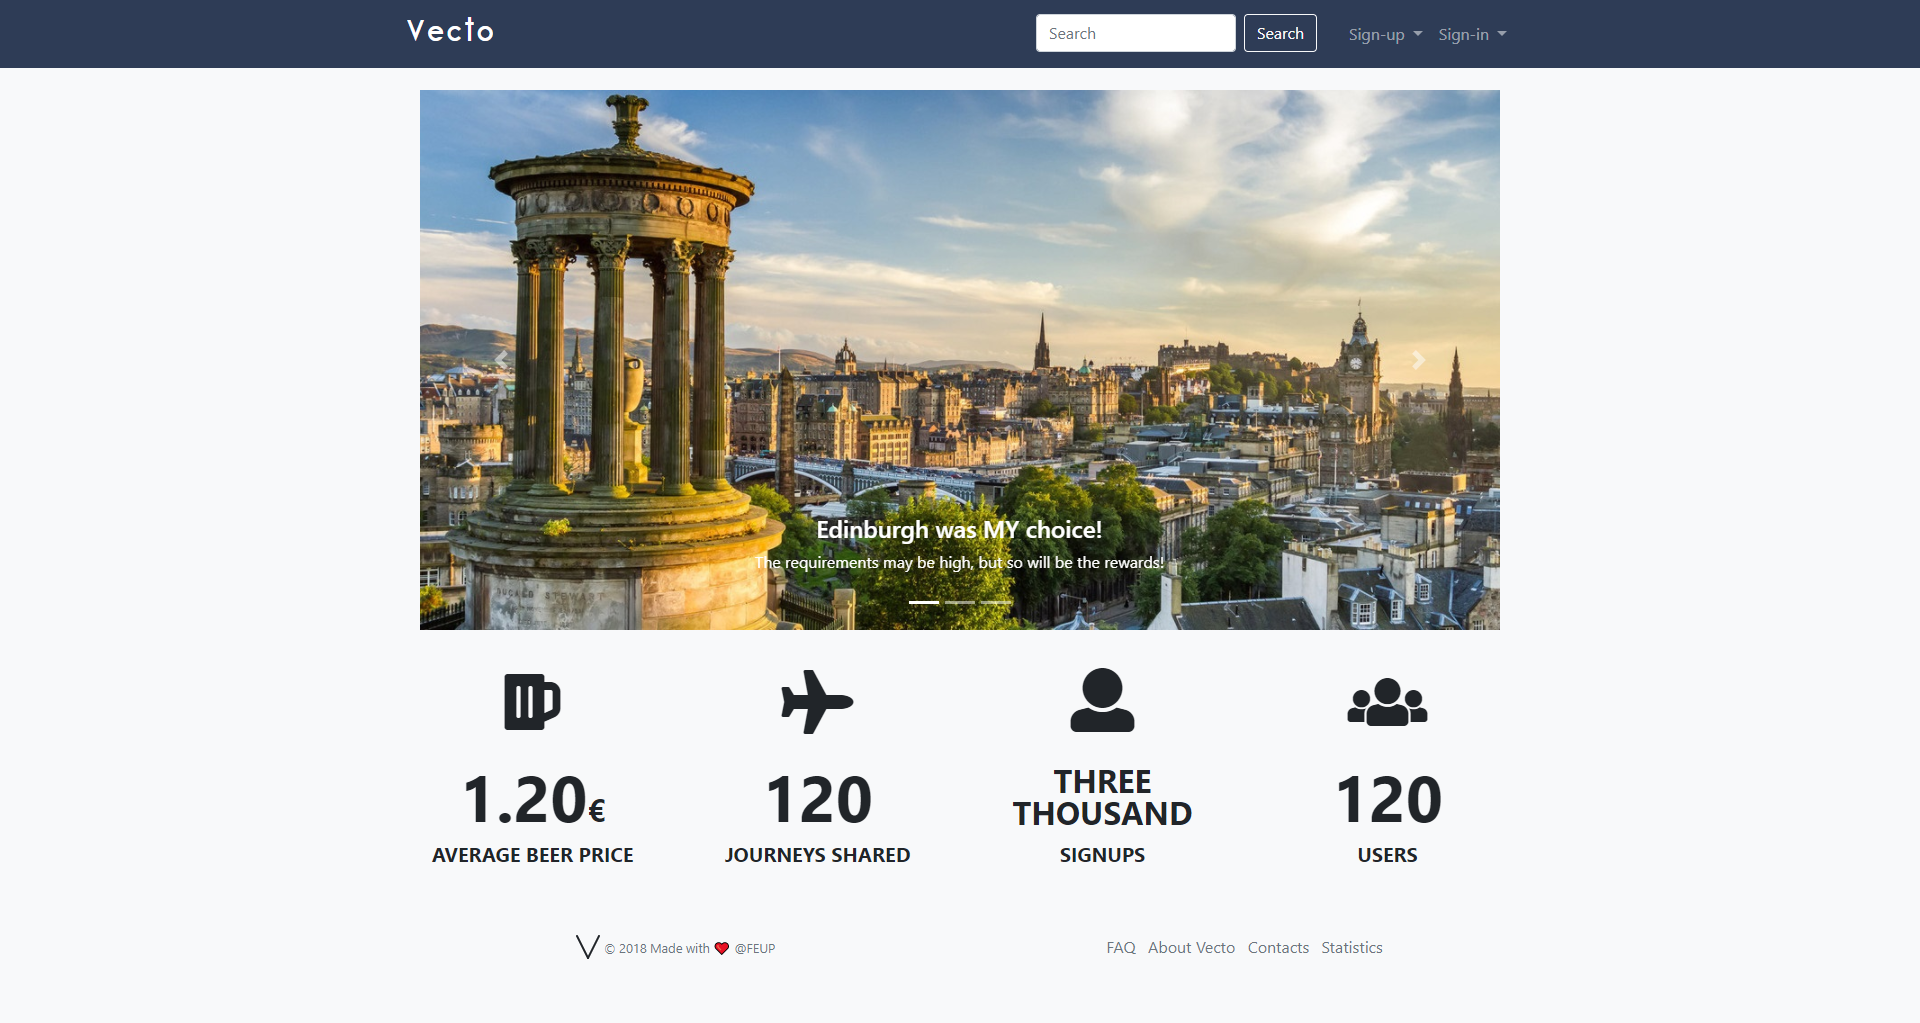 Vecto
Search
Search
Sign-up
Sign-in
DUGALD STEWART
Edinburgh was MY choice!
The requirements may be high, but so will be the rewards!
1.20€
AVERAGE BEER PRICE
120
JOURNEYS SHARED
THREE
THOUSAND
SIGNUPS
120
USERS
© 2018 Made with ❤ @FEUP
FAQ About Vecto Contacts Statistics